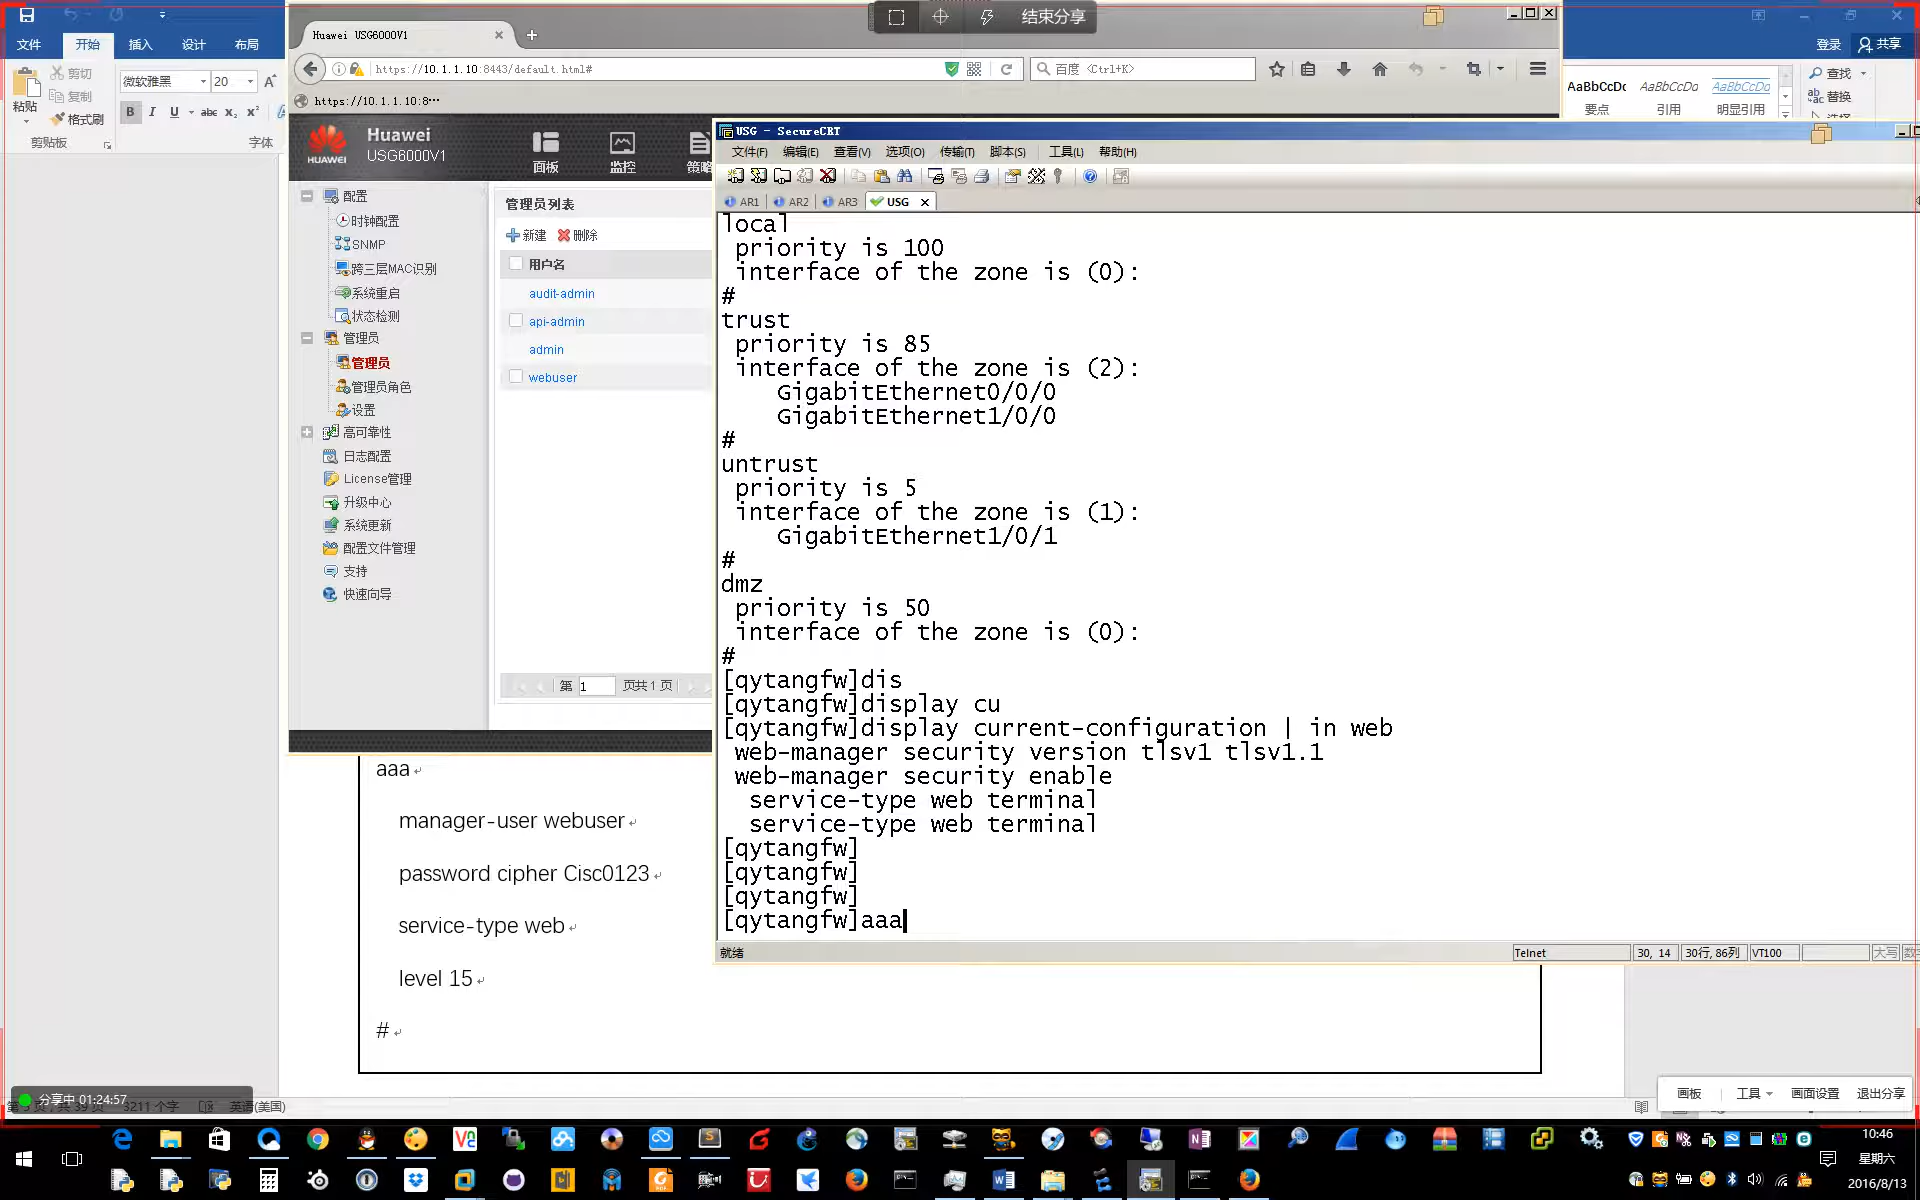 Huawei USG6000V1
结束分享
文件
开始
插入
设计
布局
登录
共享
https://10.1.1.10:8443/default.html#
百度 <Ctrl+K>
剪切
复制
粘贴
格式刷
剪贴板
微软雅黑
20
B I U abc x₂ x²
字体
AaBbCcDc
AaBbCcDo
AaBbCcDo
要点
引用
明显引用
查找
替换
https://10.1.1.10:8…
HUAWEI
Huawei
USG6000V1
面板
监控
策略
配置
时钟配置
SNMP
跨三层MAC识别
系统重启
状态检测
管理员
管理员
管理员角色
设置
高可靠性
日志配置
License管理
升级中心
系统更新
配置文件管理
支持
快速向导
管理员列表
新建
删除
用户名
audit-admin
api-admin
admin
webuser
第 1 页共 1 页
USG - SecureCRT
文件(F) 编辑(E) 查看(V) 选项(O) 传输(T) 脚本(S) 工具(L) 帮助(H)
AR1
AR2
AR3
USG
local
priority is 100
interface of the zone is (0):
#
trust
priority is 85
interface of the zone is (2):
GigabitEthernet0/0/0
GigabitEthernet1/0/0
#
untrust
priority is 5
interface of the zone is (1):
GigabitEthernet1/0/1
#
dmz
priority is 50
interface of the zone is (0):
#
[qytangfw]dis
[qytangfw]display cu
[qytangfw]display current-configuration | in web
web-manager security version tlsv1 tlsv1.1
web-manager security enable
service-type web terminal
service-type web terminal
[qytangfw]
[qytangfw]
[qytangfw]
[qytangfw]aaa
就绪
Telnet
30, 14
30行, 86列
VT100
大写
aaa
manager-user webuser
password cipher Cisc0123
service-type web
level 15
#
分享中 01:24:57
3211 个字
英语(美国)
画板
工具
画面设置
退出分享
10:46
星期六
2016/8/13